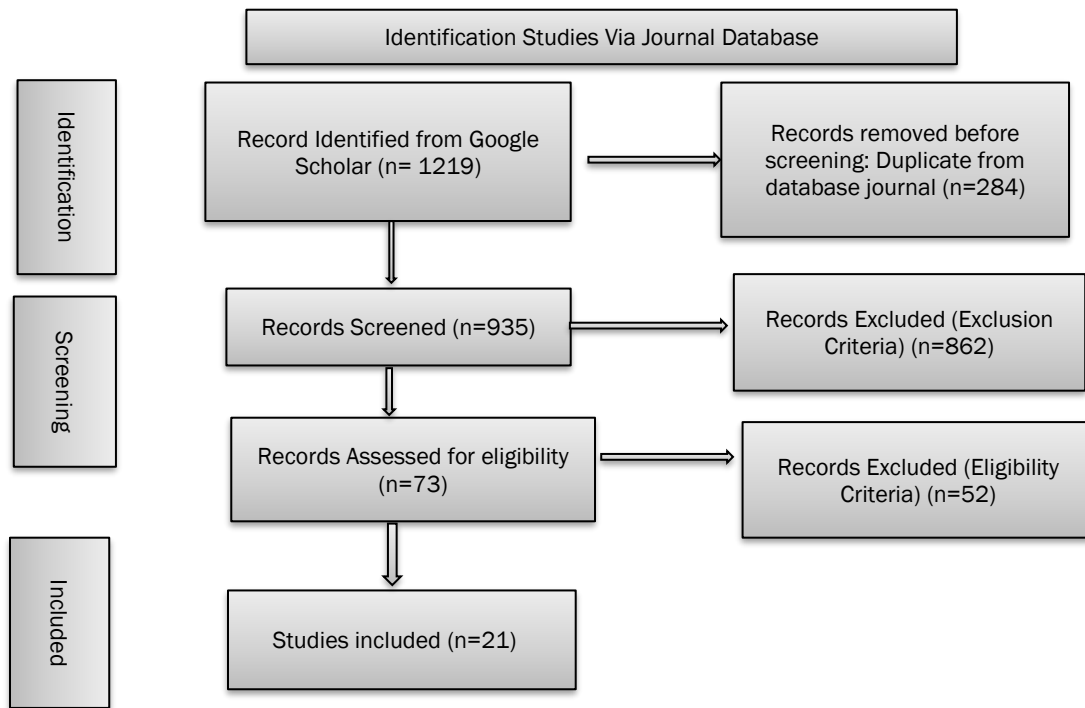 Identification Studies Via Journal Database
Identification
Record Identified from Google
Scholar (n= 1219)
Records removed before
screening: Duplicate from
database journal (n=284)
Screening
Records Screened (n=935)
Records Excluded (Exclusion
Criteria) (n=862)
Records Assessed for eligibility
(n=73)
Records Excluded (Eligibility
Criteria) (n=52)
Included
Studies included (n=21)